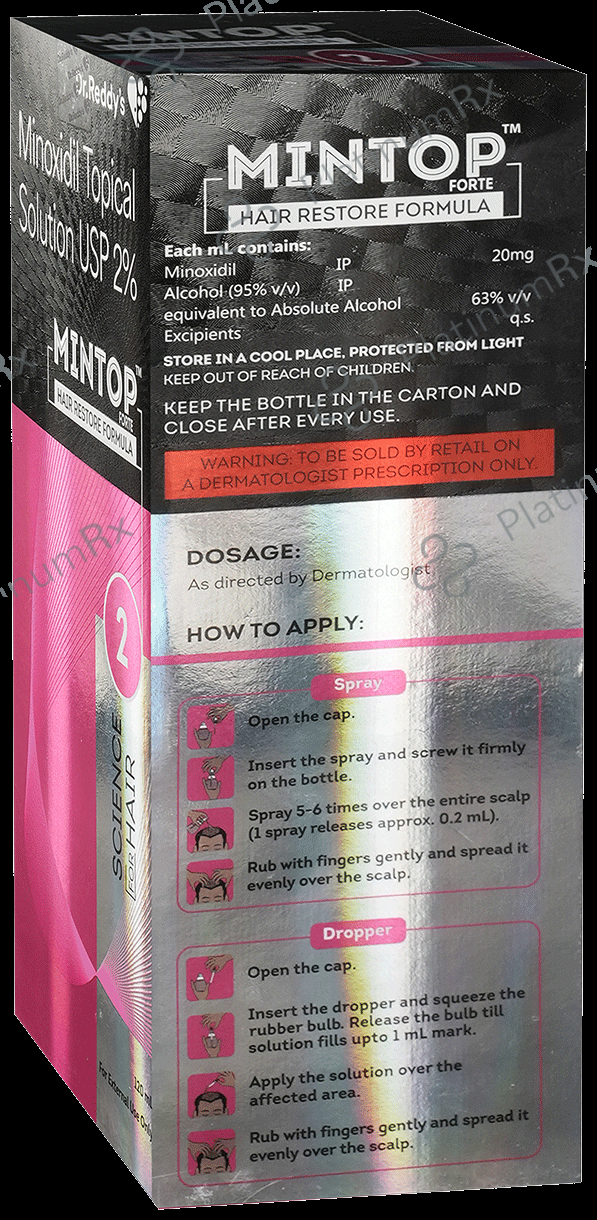 MINTOP
2
Dr.Reddy's
Minoxidil Topical
Solution USP 2%
MINTOP
FORTE
HAIR RESTORE FORMULA
2
SCIENCE
FOR HAIR
120 mL
For External Use Only
MINTOP™
FORTE
HAIR RESTORE FORMULA
Each mL contains:
Minoxidil IP 20mg
Alcohol (95% v/v) IP
equivalent to Absolute Alcohol 63% v/v
Excipients q.s.
STORE IN A COOL PLACE, PROTECTED FROM LIGHT
KEEP OUT OF REACH OF CHILDREN.
KEEP THE BOTTLE IN THE CARTON AND
CLOSE AFTER EVERY USE.
WARNING: TO BE SOLD BY RETAIL ON
A DERMATOLOGIST PRESCRIPTION ONLY.
DOSAGE:
As directed by Dermatologist.
HOW TO APPLY:
Spray
Open the cap.
Insert the spray and screw it firmly
on the bottle.
Spray 5-6 times over the entire scalp
(1 spray releases approx. 0.2 mL).
Rub with fingers gently and spread it
evenly over the scalp.
Dropper
Open the cap.
Insert the dropper and squeeze the
rubber bulb. Release the bulb till
solution fills upto 1 mL mark.
Apply the solution over the
affected area.
Rub with fingers gently and spread it
evenly over the scalp.
PlatinumRx
PlatinumRx
PlatinumRx